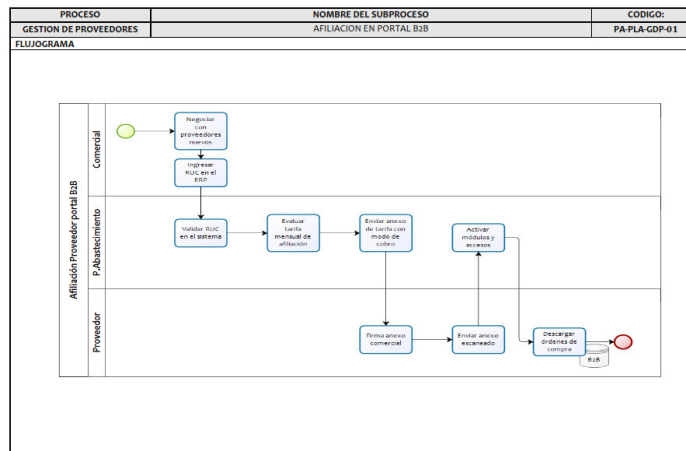 PROCESO
NOMBRE DEL SUBPROCESO
CODIGO:
GESTION DE PROVEEDORES
AFILIACION EN PORTAL B2B
PA-PLA-GDP-01
FLUJOGRAMA
Afiliación Proveedor portal B2B
Comercial
Negociar
con
proveedores
nuevos
Ingresar
RUC en el
ERP
P.Abastecimiento
Validar RUC
en el sistema
Evaluar
tarifa
mensual de
afiliación
Enviar anexo
de tarifa con
modo de
cobro
Activar
módulos y
accesos
Proveedor
Firma anexo
comercial
Enviar anexo
escaneado
Descargar
órdenes de
compra
B2B